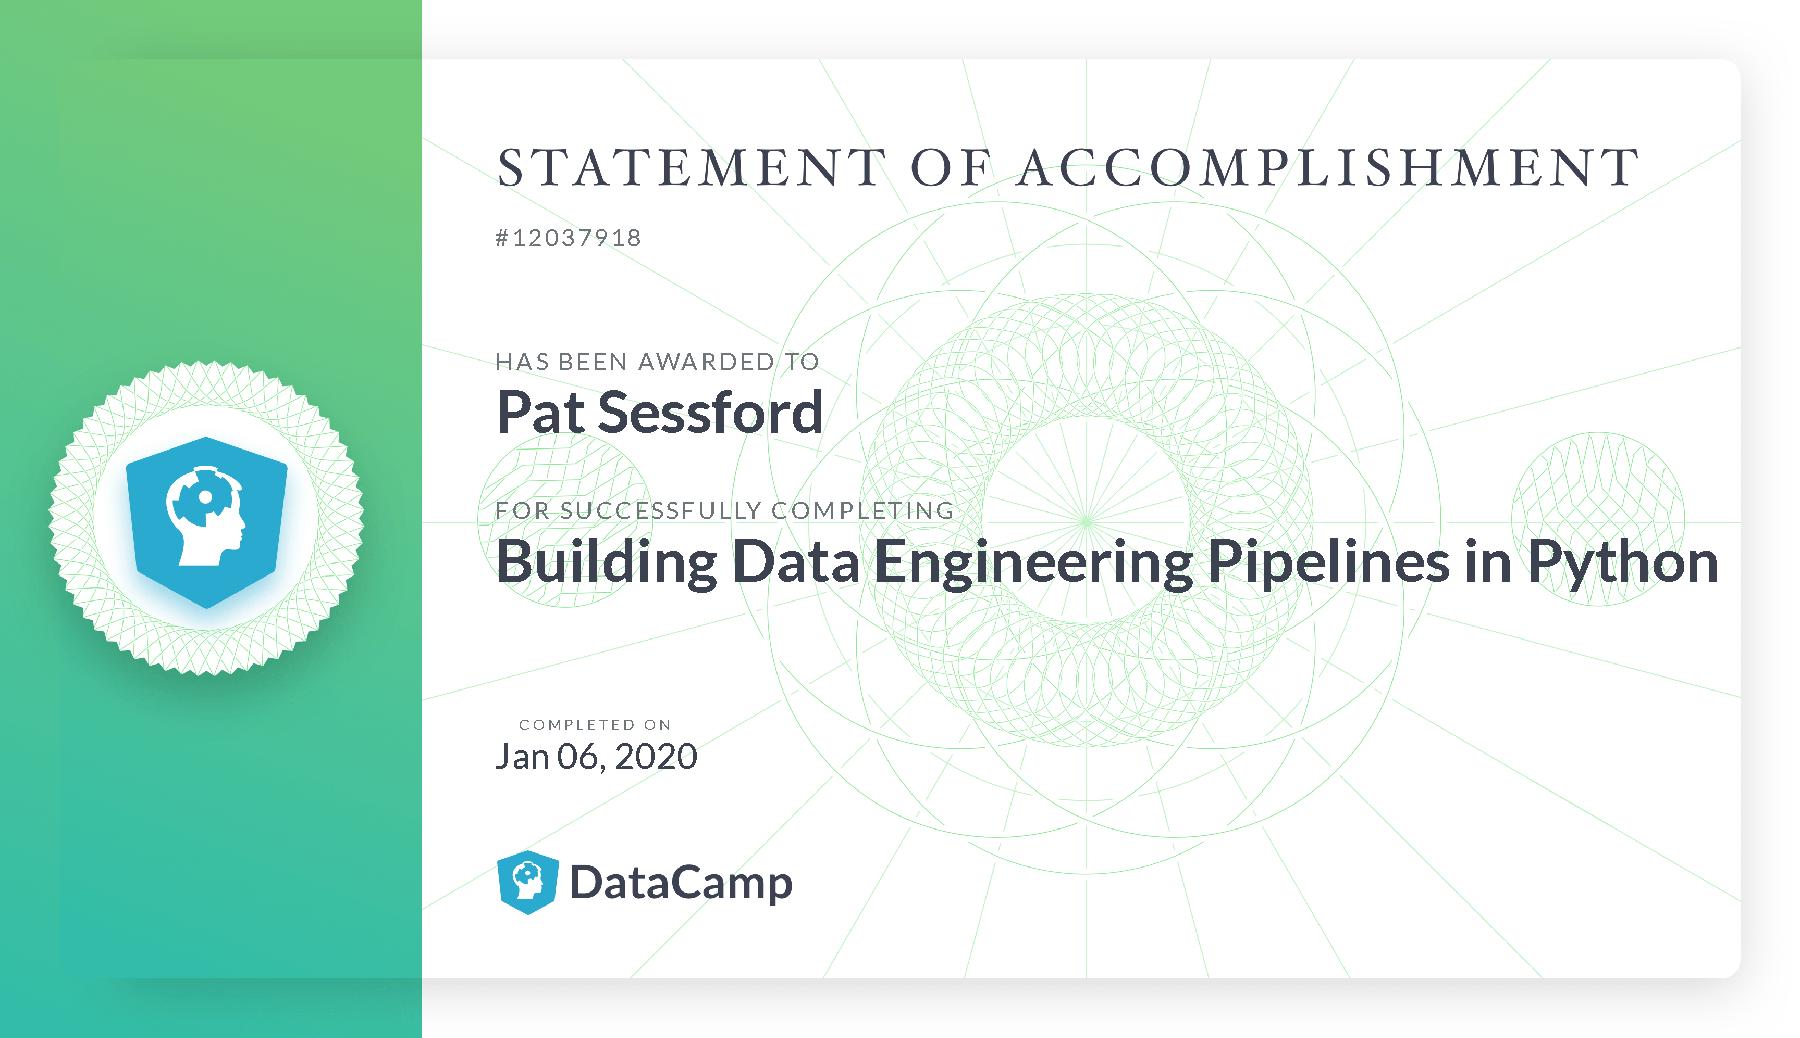 STATEMENT OF ACCOMPLISHMENT
#12037918
HAS BEEN AWARDED TO
Pat Sessford
FOR SUCCESSFULLY COMPLETING
Building Data Engineering Pipelines in Python
COMPLETED ON
Jan 06, 2020
DataCamp